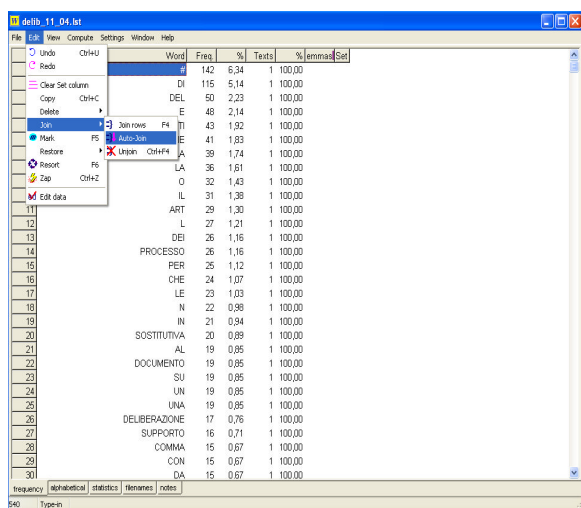 delib_11_04.lst
File Edit View Compute Settings Window Help
Undo Ctrl+U
Redo
Clear Set column
Copy Ctrl+C
Delete
Join
Mark F5
Restore
Resort F6
Zap Ctrl+Z
Edit data
Join rows F4
Auto-Join
Unjoin Ctrl+F4
Word Freq. % Texts % emmas Set
# 142 6,34 1 100,00
DI 115 5,14 1 100,00
DEL 50 2,23 1 100,00
E 48 2,14 1 100,00
TI 43 1,92 1 100,00
E 41 1,83 1 100,00
A 39 1,74 1 100,00
LA 36 1,61 1 100,00
O 32 1,43 1 100,00
IL 31 1,38 1 100,00
11 ART 29 1,30 1 100,00
12 L 27 1,21 1 100,00
13 DEI 26 1,16 1 100,00
14 PROCESSO 26 1,16 1 100,00
15 PER 25 1,12 1 100,00
16 CHE 24 1,07 1 100,00
17 LE 23 1,03 1 100,00
18 N 22 0,98 1 100,00
19 IN 21 0,94 1 100,00
20 SOSTITUTIVA 20 0,89 1 100,00
21 AL 19 0,85 1 100,00
22 DOCUMENTO 19 0,85 1 100,00
23 SU 19 0,85 1 100,00
24 UN 19 0,85 1 100,00
25 UNA 19 0,85 1 100,00
26 DELIBERAZIONE 17 0,76 1 100,00
27 SUPPORTO 16 0,71 1 100,00
28 COMMA 15 0,67 1 100,00
29 CON 15 0,67 1 100,00
30 DA 15 0,67 1 100,00
frequency alphabetical statistics filenames notes
540 Type-in